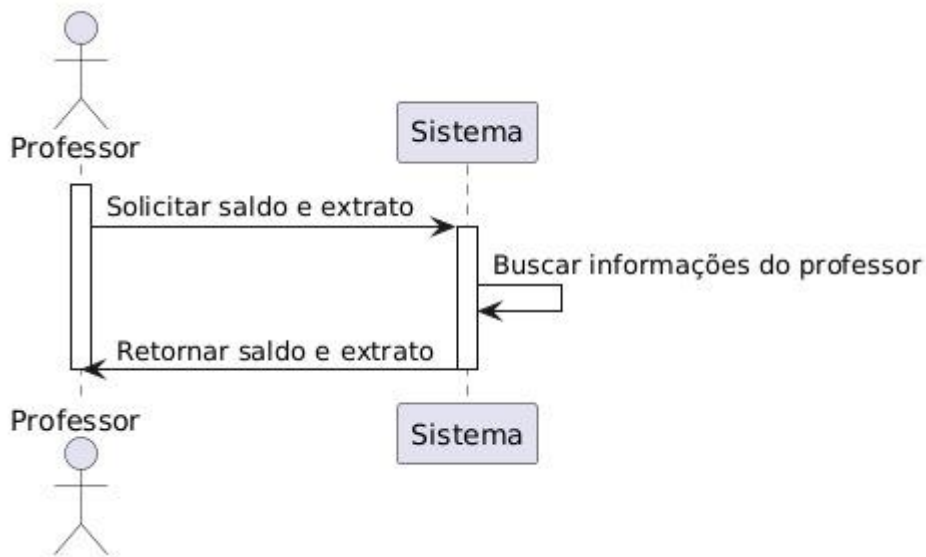 Professor
Sistema
Solicitar saldo e extrato
Buscar informações do professor
Retornar saldo e extrato
Professor
Sistema